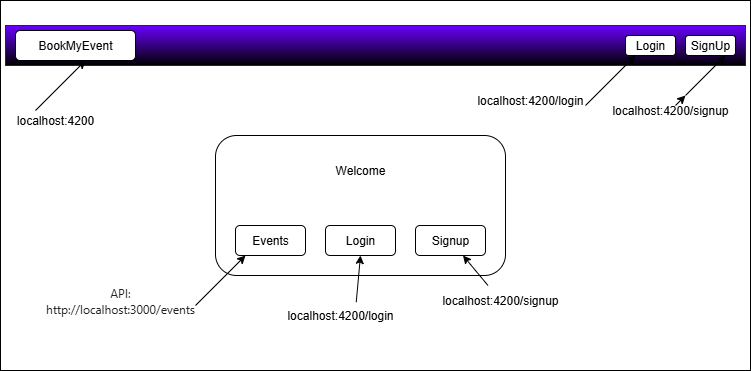 BookMyEvent
Login
SignUp
localhost:4200
localhost:4200/login
localhost:4200/signup
Welcome
Events
Login
Signup
API:
http://localhost:3000/events
localhost:4200/login
localhost:4200/signup